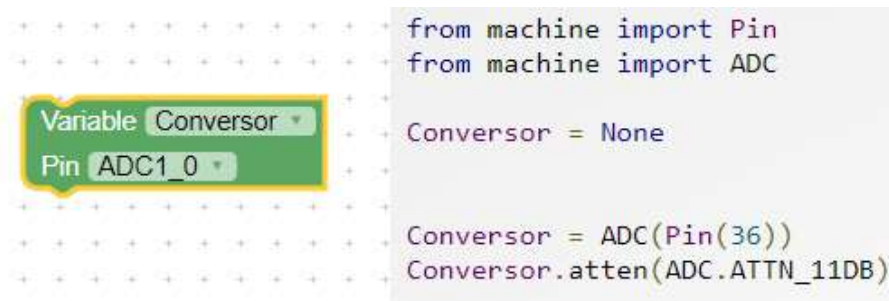 Variable Conversor
Pin ADC1_0
from machine import Pin
from machine import ADC
Conversor = None
Conversor = ADC(Pin(36))
Conversor.atten(ADC.ATTN_11DB)